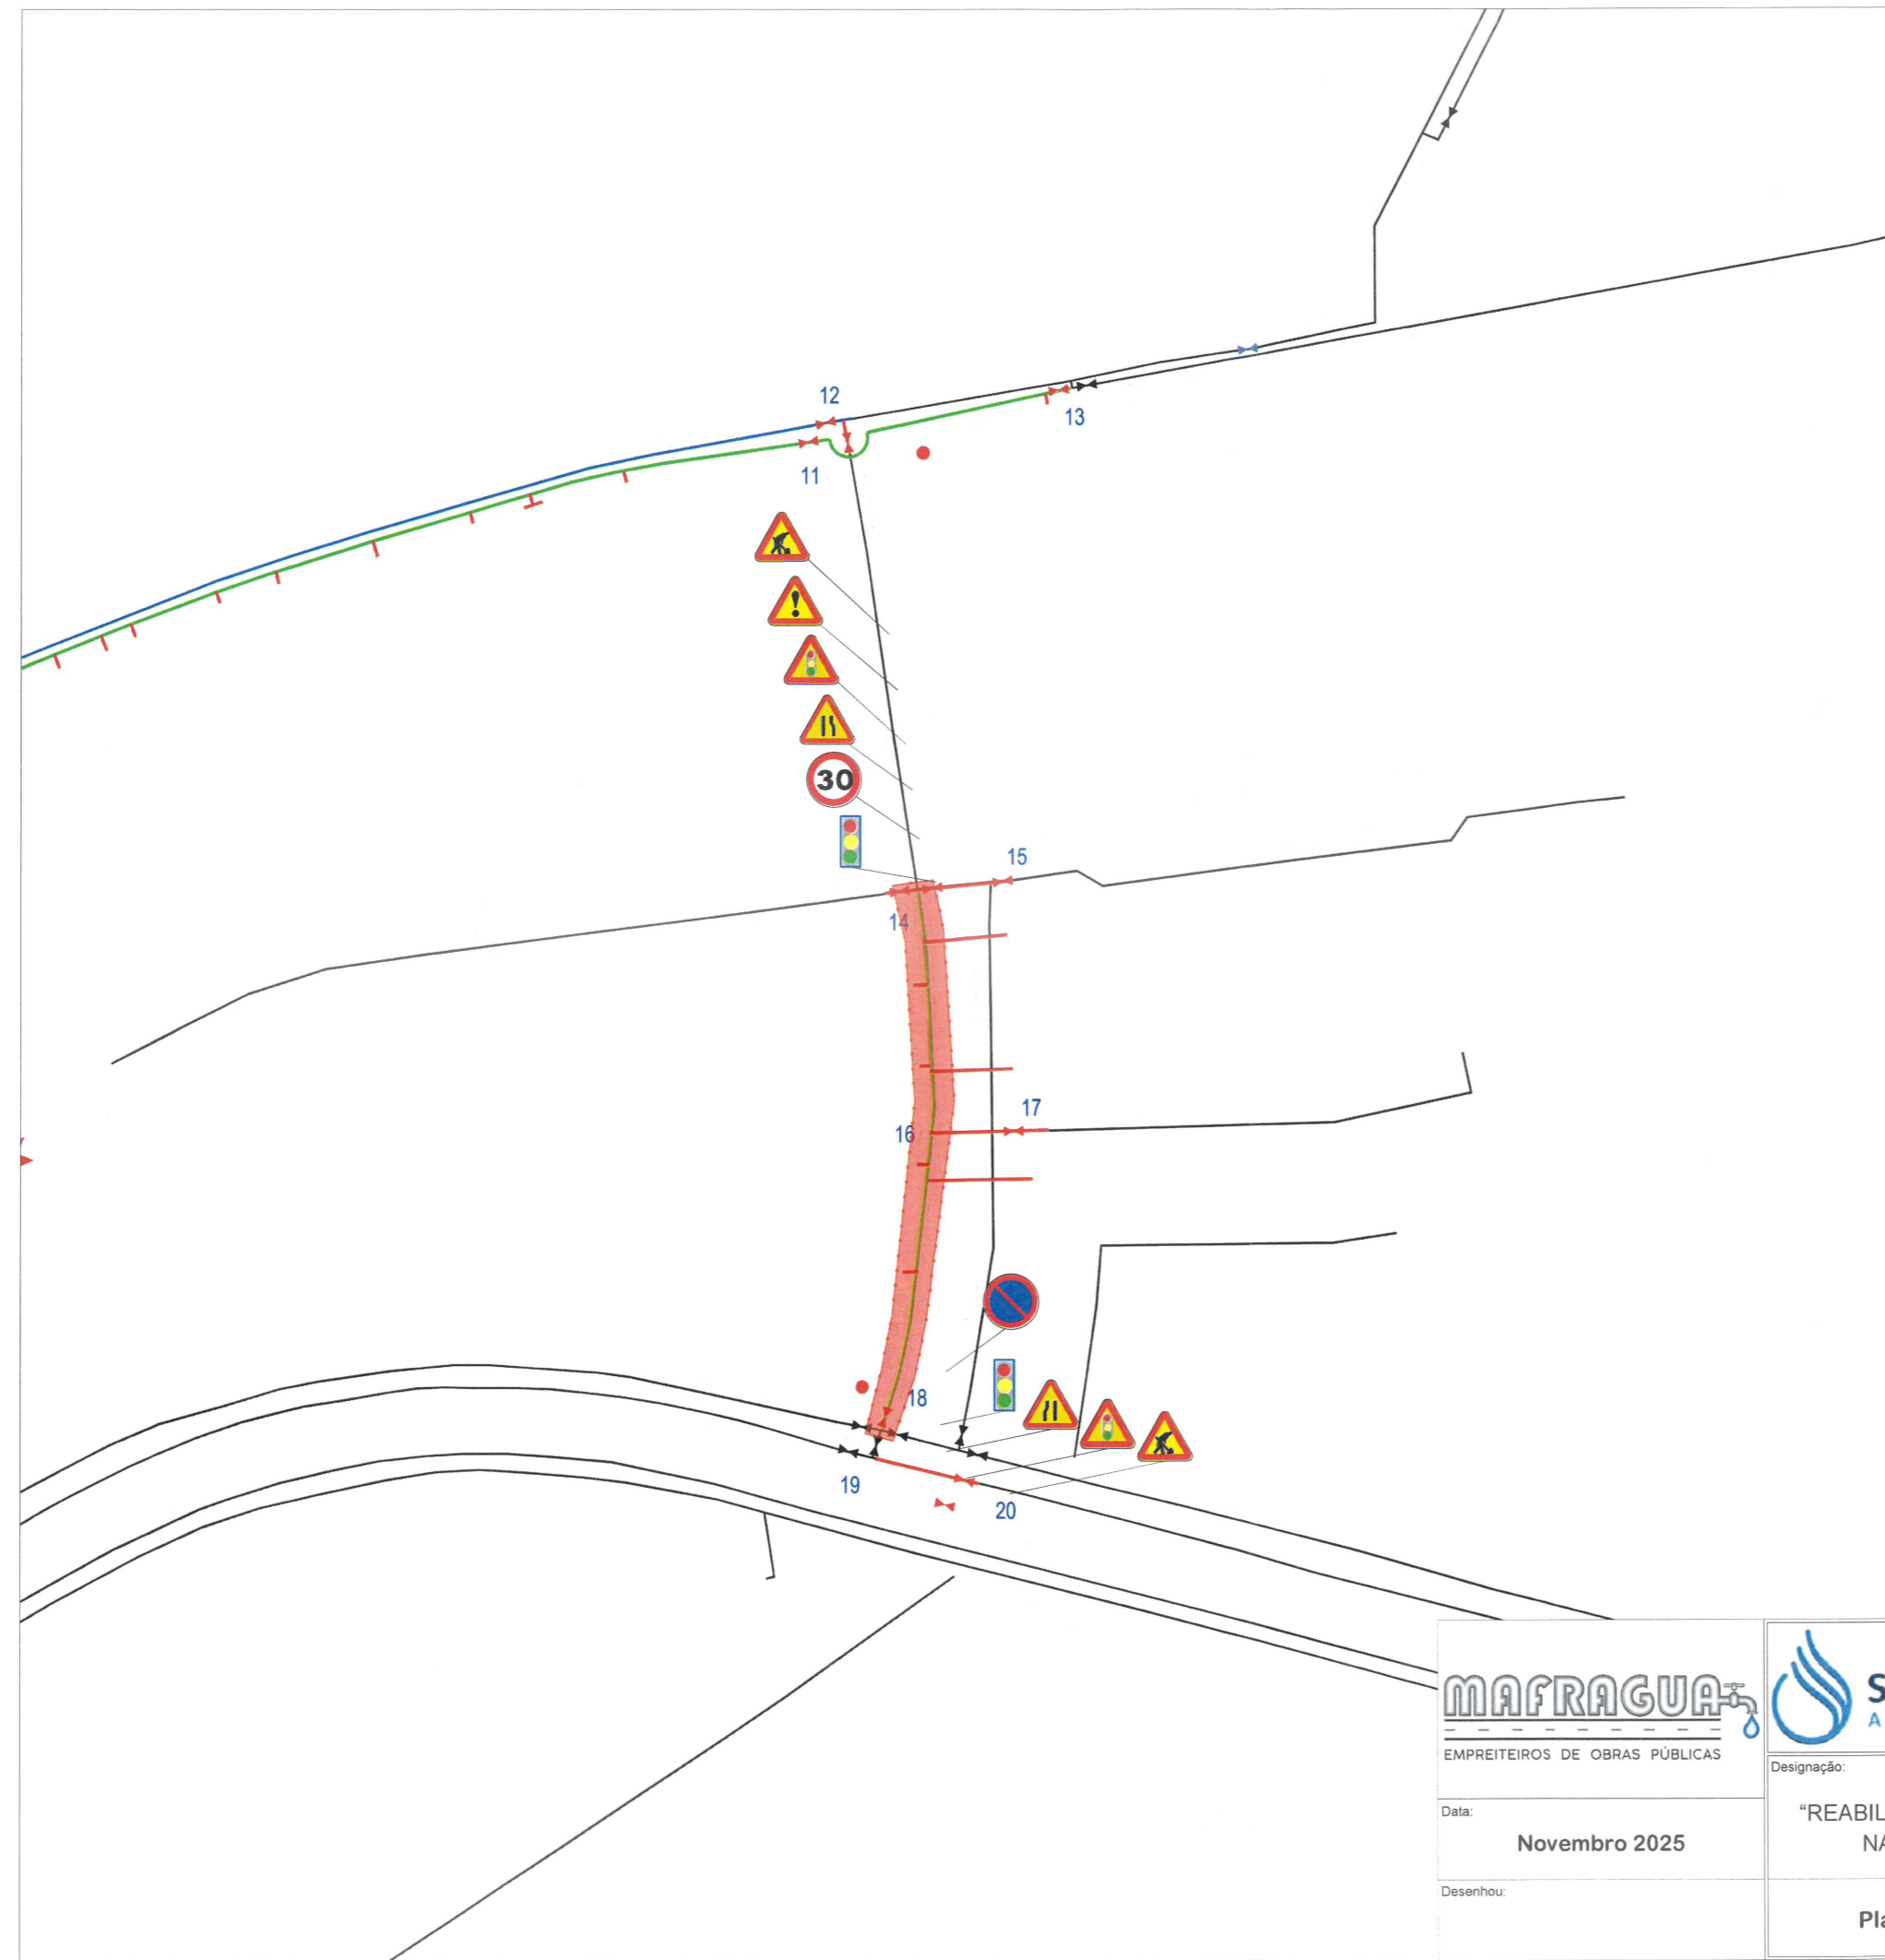 12
13
11
!
30
15
14
17
16
18
19
20
MAFRAGUA
EMPREITEIROS DE OBRAS PÚBLICAS
S
A
Designação:
Data:
Novembro 2025
“REABIL
NA
Desenhou:
Pla